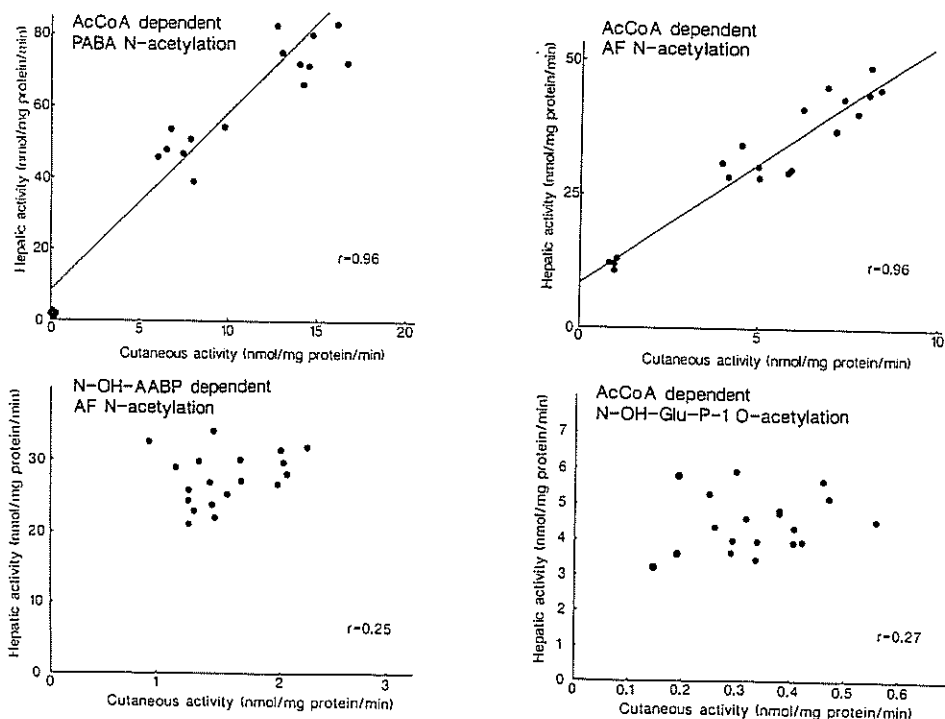 AcCoA dependent
PABA N-acetylation
Hepatic activity (nmol/mg protein/min)
80
60
40
20
0
r=0.96
0
5
10
15
20
Cutaneous activity (nmol/mg protein/min)
AcCoA dependent
AF N-acetylation
Hepatic activity (nmol/mg protein/min)
50
25
0
r=0.96
0
5
10
Cutaneous activity (nmol/mg protein/min)
N-OH-AABP dependent
AF N-acetylation
Hepatic activity (nmol/mg protein/min)
30
20
10
0
r=0.25
1
2
3
Cutaneous activity (nmol/mg protein/min)
AcCoA dependent
N-OH-Glu-P-1 O-acetylation
Hepatic activity (nmol/mg protein/min)
7
6
5
4
3
2
1
0
r=0.27
0
0.1
0.2
0.3
0.4
0.5
0.6
Cutaneous activity (nmol/mg protein/min)